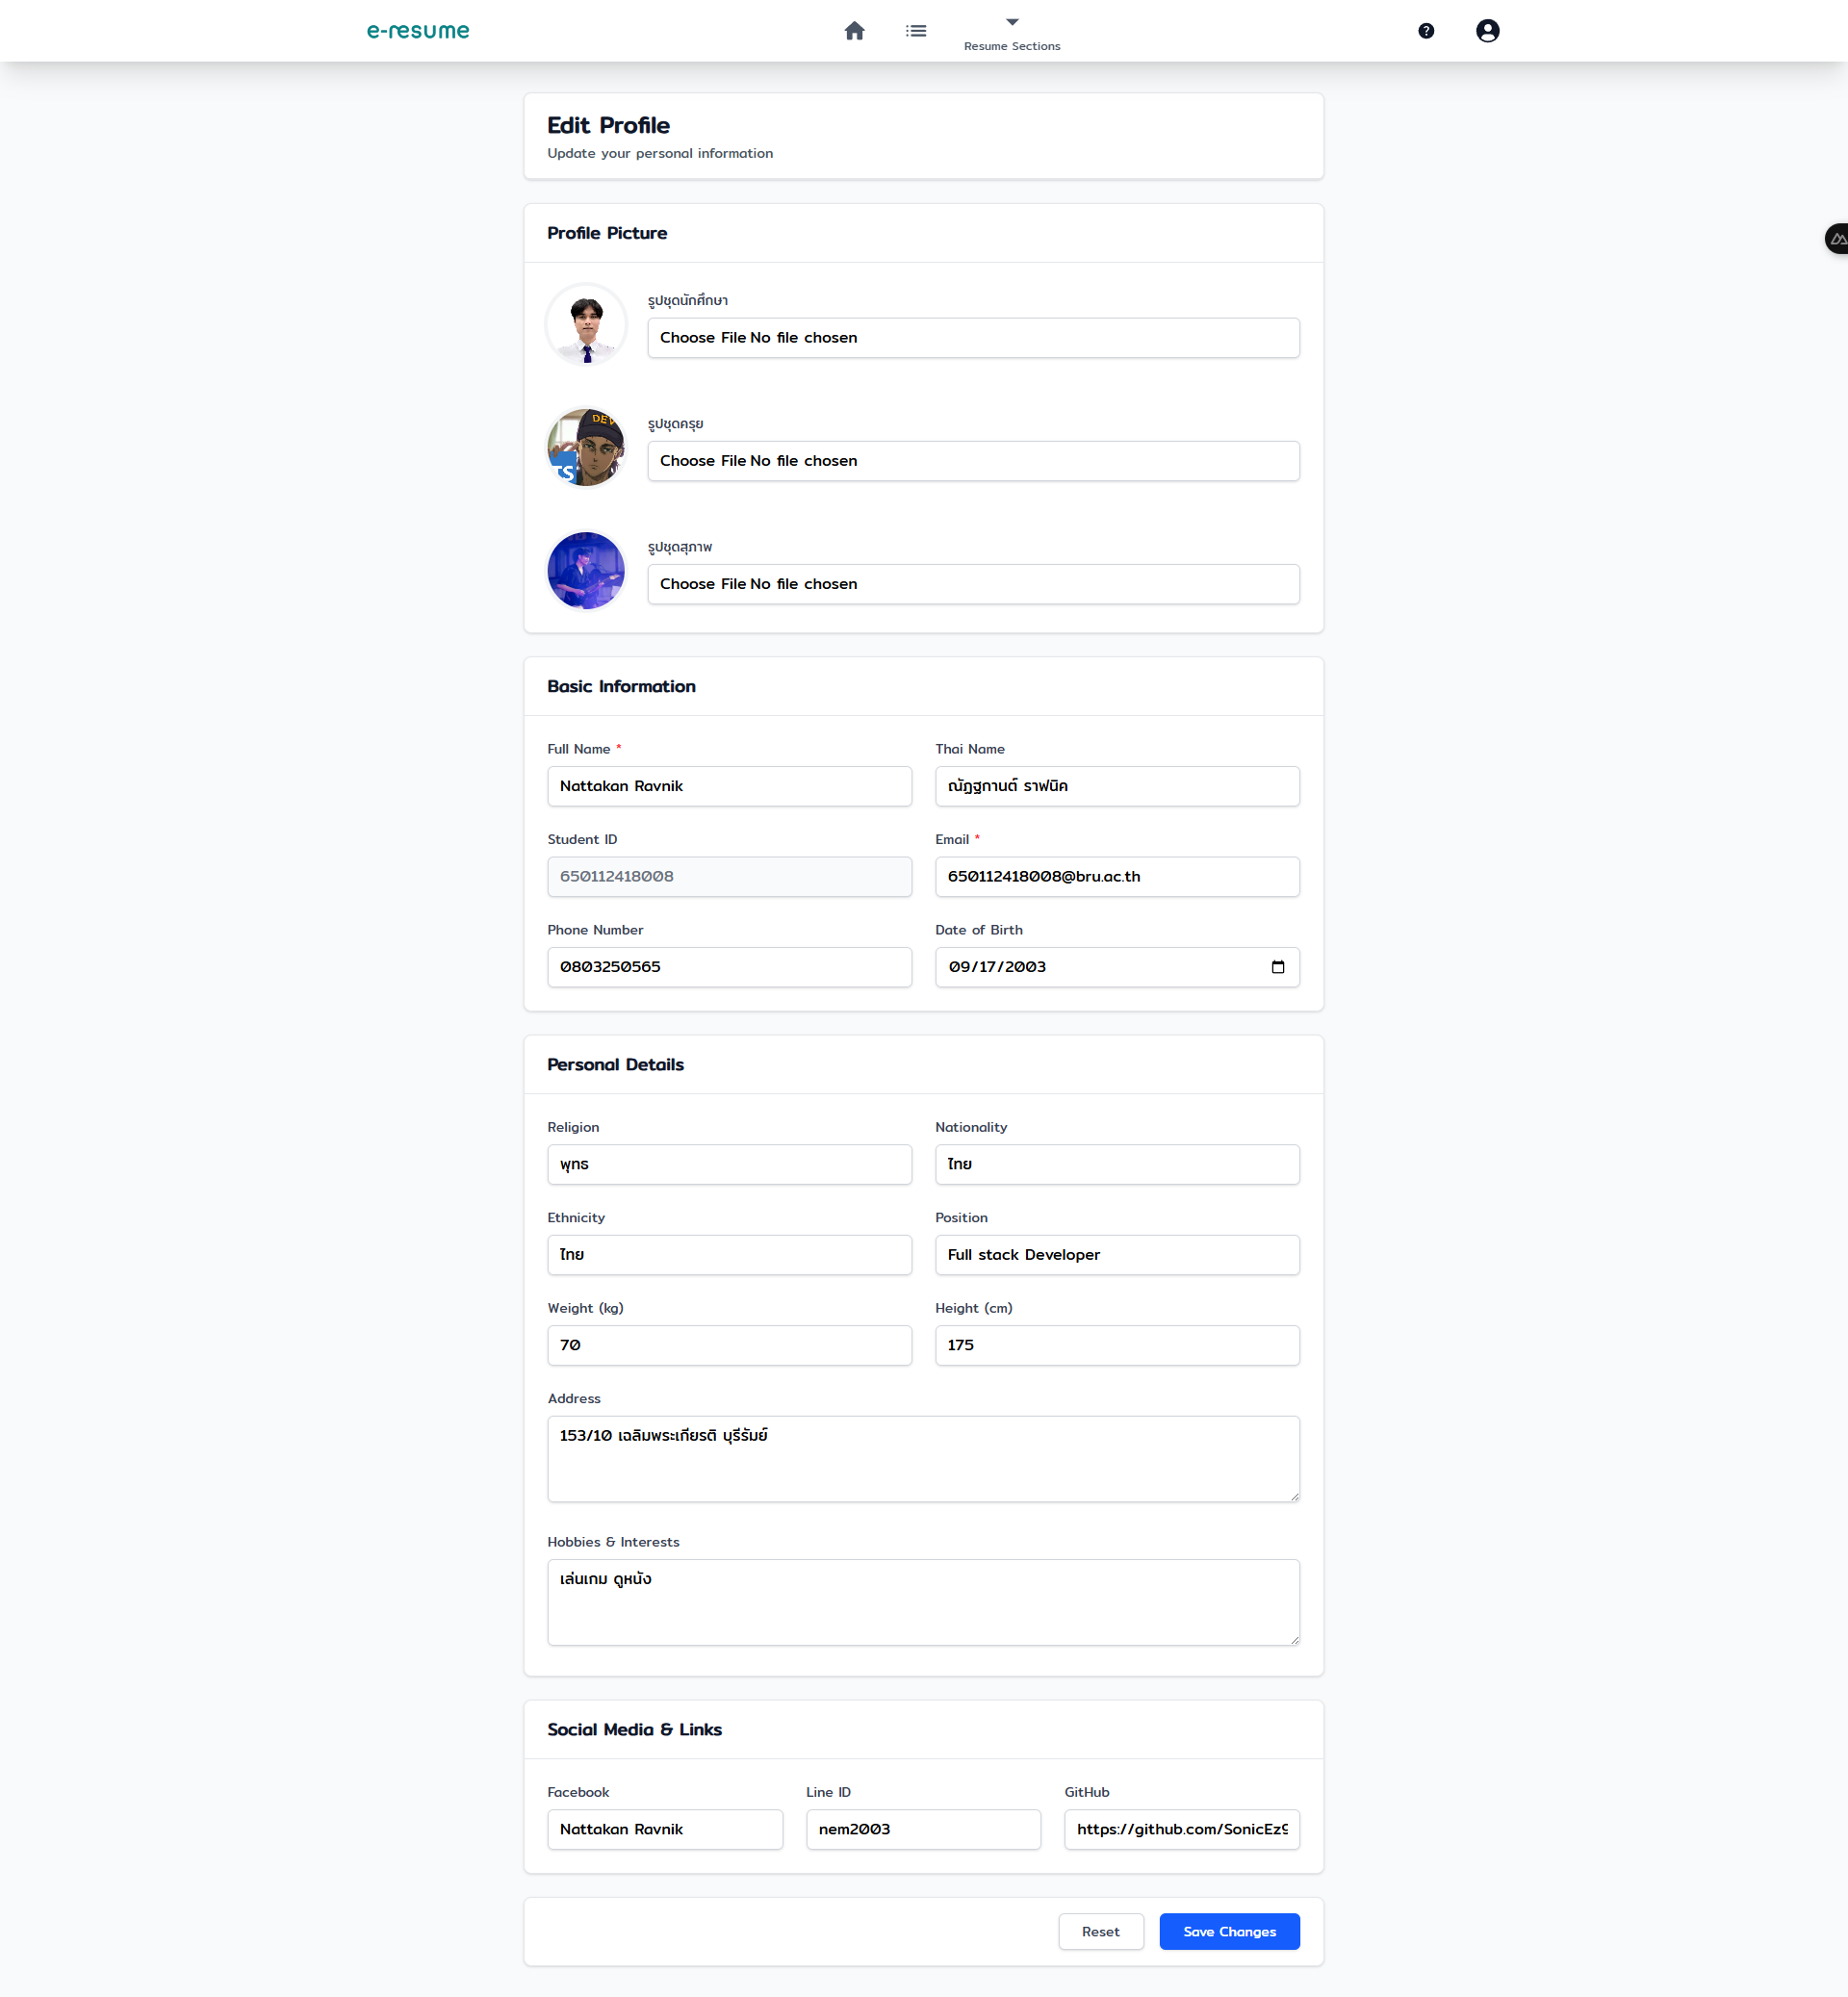 e-resume
Resume Sections
Edit Profile
Update your personal information
Profile Picture
รูปชุดนักศึกษา
Choose File No file chosen
DEV
TS
รูปชุดครุย
Choose File No file chosen
รูปชุดสุภาพ
Choose File No file chosen
Basic Information
Full Name * Thai Name
Nattakan Ravnik ณัฏฐกานต์ ราฟนิค
Student ID Email *
650112418008 650112418008@bru.ac.th
Phone Number Date of Birth
0803250565 09/17/2003
Personal Details
Religion Nationality
พุทธ ไทย
Ethnicity Position
ไทย Full stack Developer
Weight (kg) Height (cm)
70 175
Address
153/10 เฉลิมพระเกียรติ บุรีรัมย์
Hobbies & Interests
เล่นเกม ดูหนัง
Social Media & Links
Facebook Line ID GitHub
Nattakan Ravnik nem2003 https://github.com/SonicEz9
Reset Save Changes